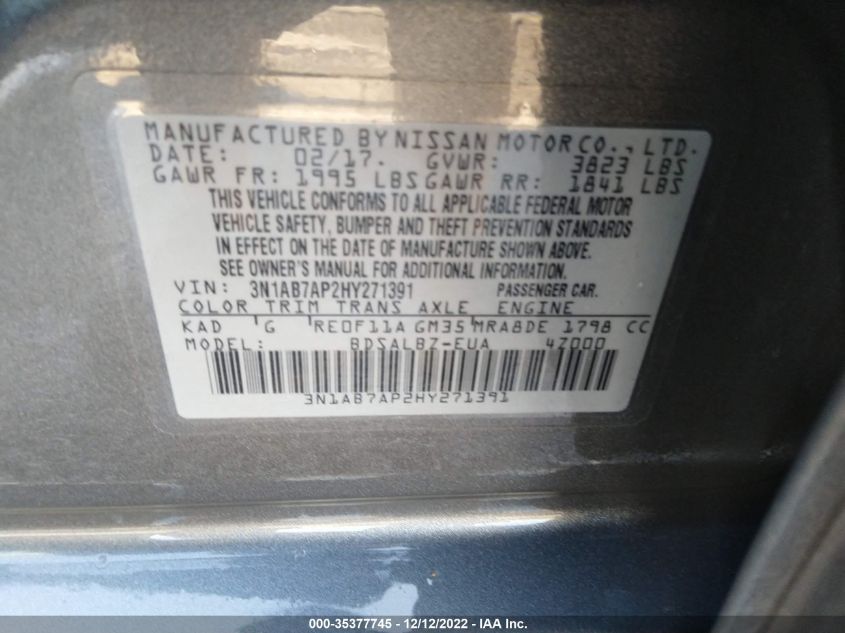 MANUFACTURED BY NISSAN MOTOR CO., LTD.
DATE: 02/17. GVWR: 3823 LBS
GAWR FR: 1995 LBS GAWR RR: 1841 LBS
THIS VEHICLE CONFORMS TO ALL APPLICABLE FEDERAL MOTOR
VEHICLE SAFETY, BUMPER AND THEFT PREVENTION STANDARDS
IN EFFECT ON THE DATE OF MANUFACTURE SHOWN ABOVE.
SEE OWNER'S MANUAL FOR ADDITIONAL INFORMATION.
VIN: 3N1AB7AP2HY271391 PASSENGER CAR.
COLOR TRIM TRANS AXLE ENGINE
KAD G RE0F11A GM35 MRA8DE 1798 CC
MODEL: BDSALBZ-EUA 4Z000
3N1AB7AP2HY271391
000-35377745 - 12/12/2022 - IAA Inc.